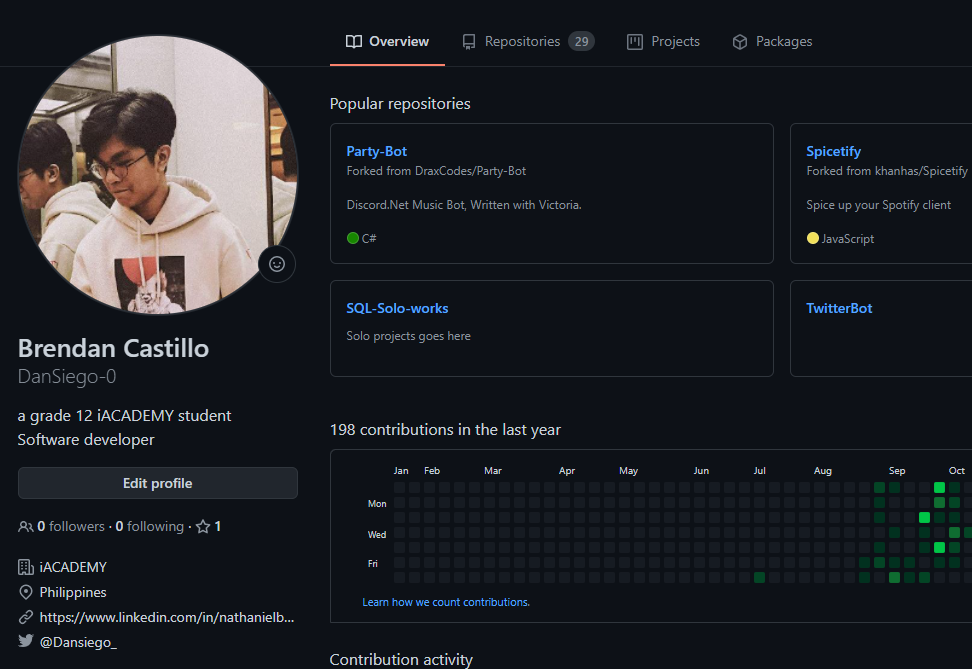 Overview
Repositories 29
Projects
Packages
Brendan Castillo
DanSiego-0
a grade 12 iACADEMY student
Software developer
Edit profile
0 followers · 0 following · 1
iACADEMY
Philippines
https://www.linkedin.com/in/nathanielb...
@Dansiego_
Popular repositories
Party-Bot
Forked from DraxCodes/Party-Bot
Discord.Net Music Bot, Written with Victoria.
C#
Spicetify
Forked from khanhas/Spicetify
Spice up your Spotify client
JavaScript
SQL-Solo-works
Solo projects goes here
TwitterBot
198 contributions in the last year
Jan Feb Mar Apr May Jun Jul Aug Sep Oct
Mon
Wed
Fri
Learn how we count contributions.
Contribution activity